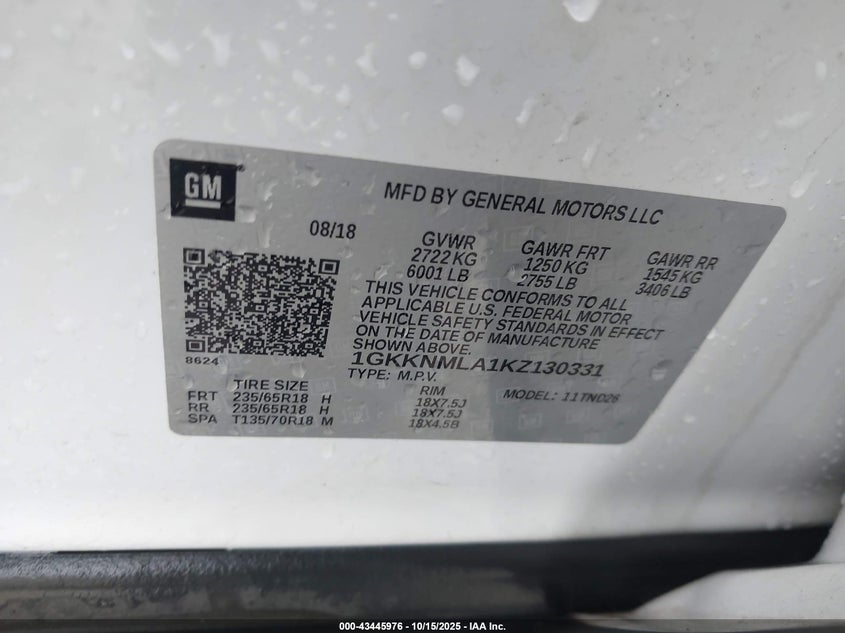 GM
MFD BY GENERAL MOTORS LLC
08/18
GVWR
2722 KG
6001 LB
GAWR FRT
1250 KG
2755 LB
GAWR RR
1545 KG
3406 LB
THIS VEHICLE CONFORMS TO ALL
APPLICABLE U.S. FEDERAL MOTOR
VEHICLE SAFETY STANDARDS IN EFFECT
ON THE DATE OF MANUFACTURE
SHOWN ABOVE.
8624
1GKKNMLA1KZ130331
TYPE: M.P.V.
MODEL: 11TNO26
TIRE SIZE
RIM
FRT 235/65R18 H 18X7.5J
RR 235/65R18 H 18X7.5J
SPA T135/70R18 M 18X4.5B
000-43445976 - 10/15/2025 - IAA Inc.